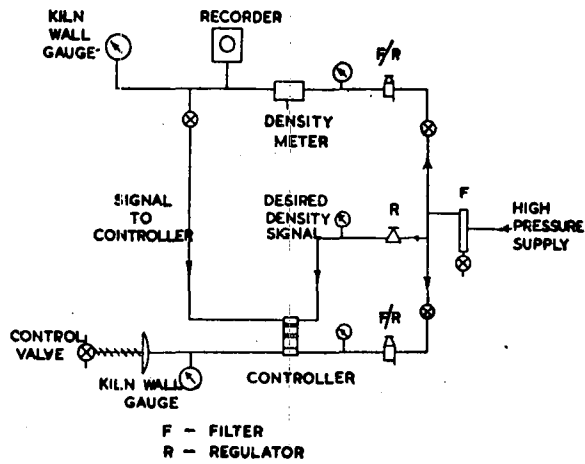 KILN
WALL
GAUGE
RECORDER
F/R
DENSITY
METER
SIGNAL
TO
CONTROLLER
DESIRED
DENSITY
SIGNAL
R
F
HIGH
PRESSURE
SUPPLY
F/R
CONTROL
VALVE
KILN WALL
GAUGE
CONTROLLER
F – FILTER
R – REGULATOR